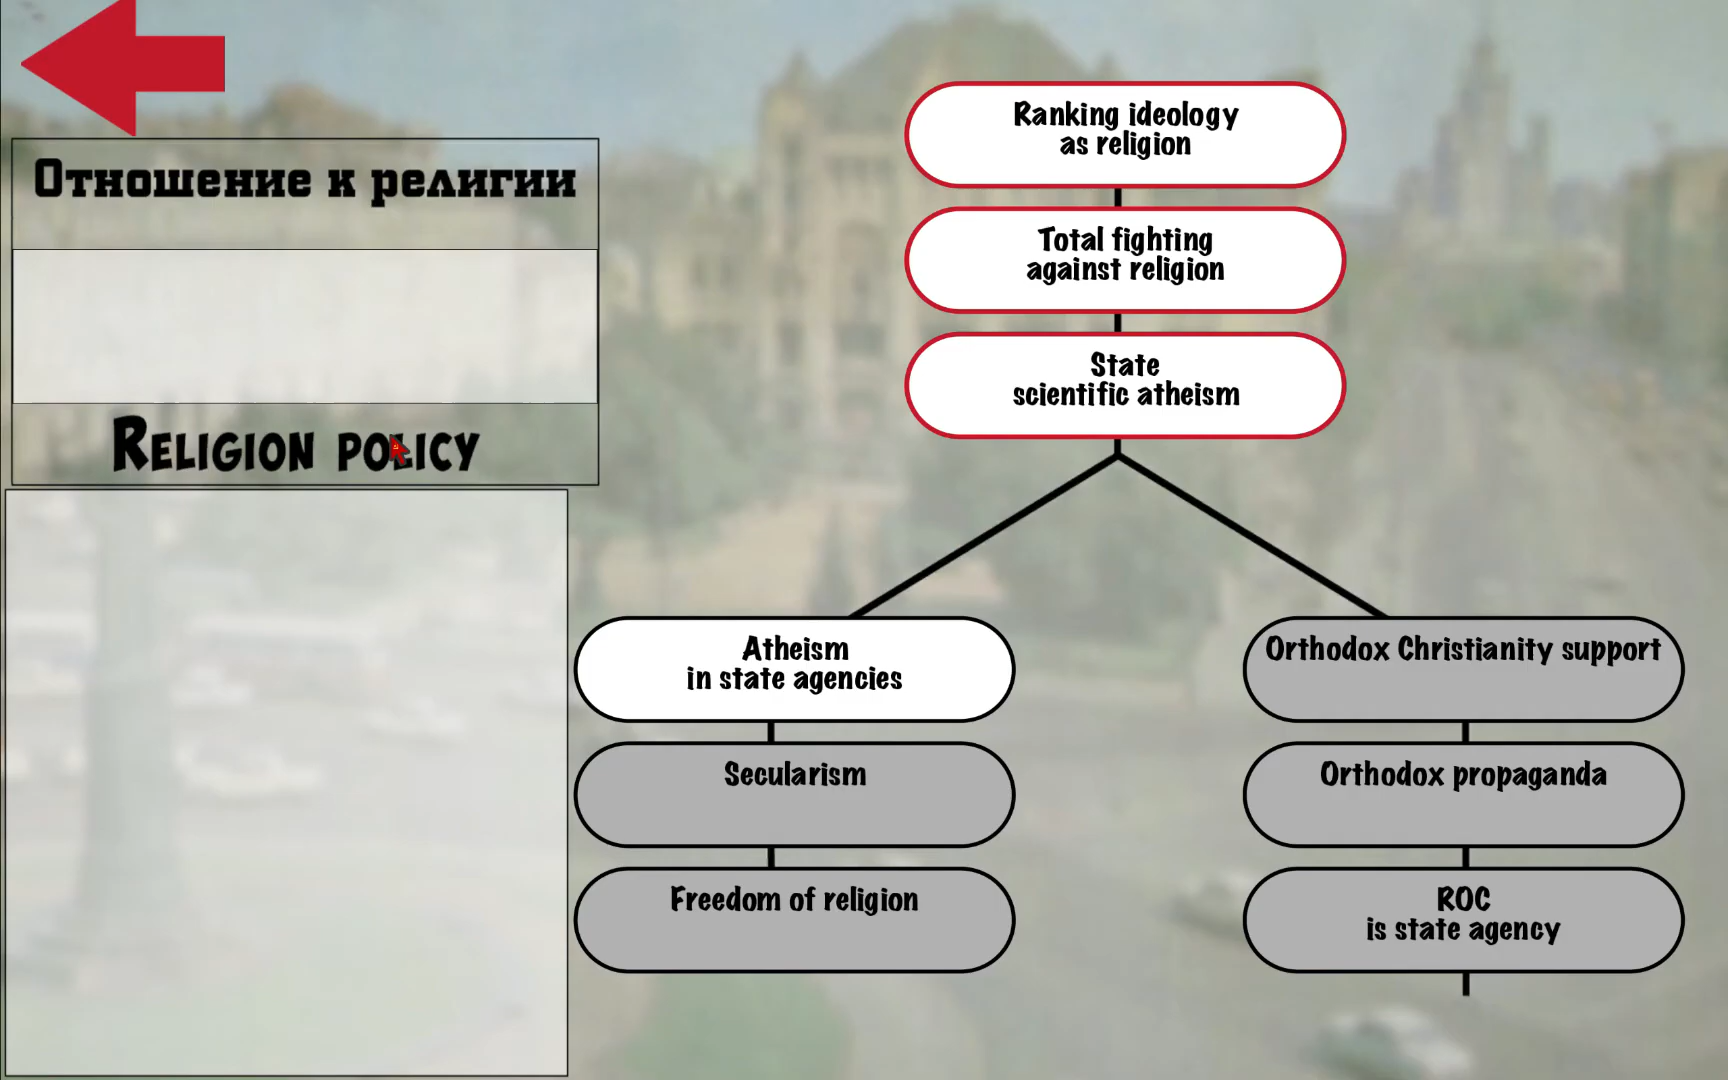 Отношение к религии
Religion policy
Ranking ideology
as religion
Total fighting
against religion
State
scientific atheism
Atheism
in state agencies
Secularism
Freedom of religion
Orthodox Christianity support
Orthodox propaganda
ROC
is state agency